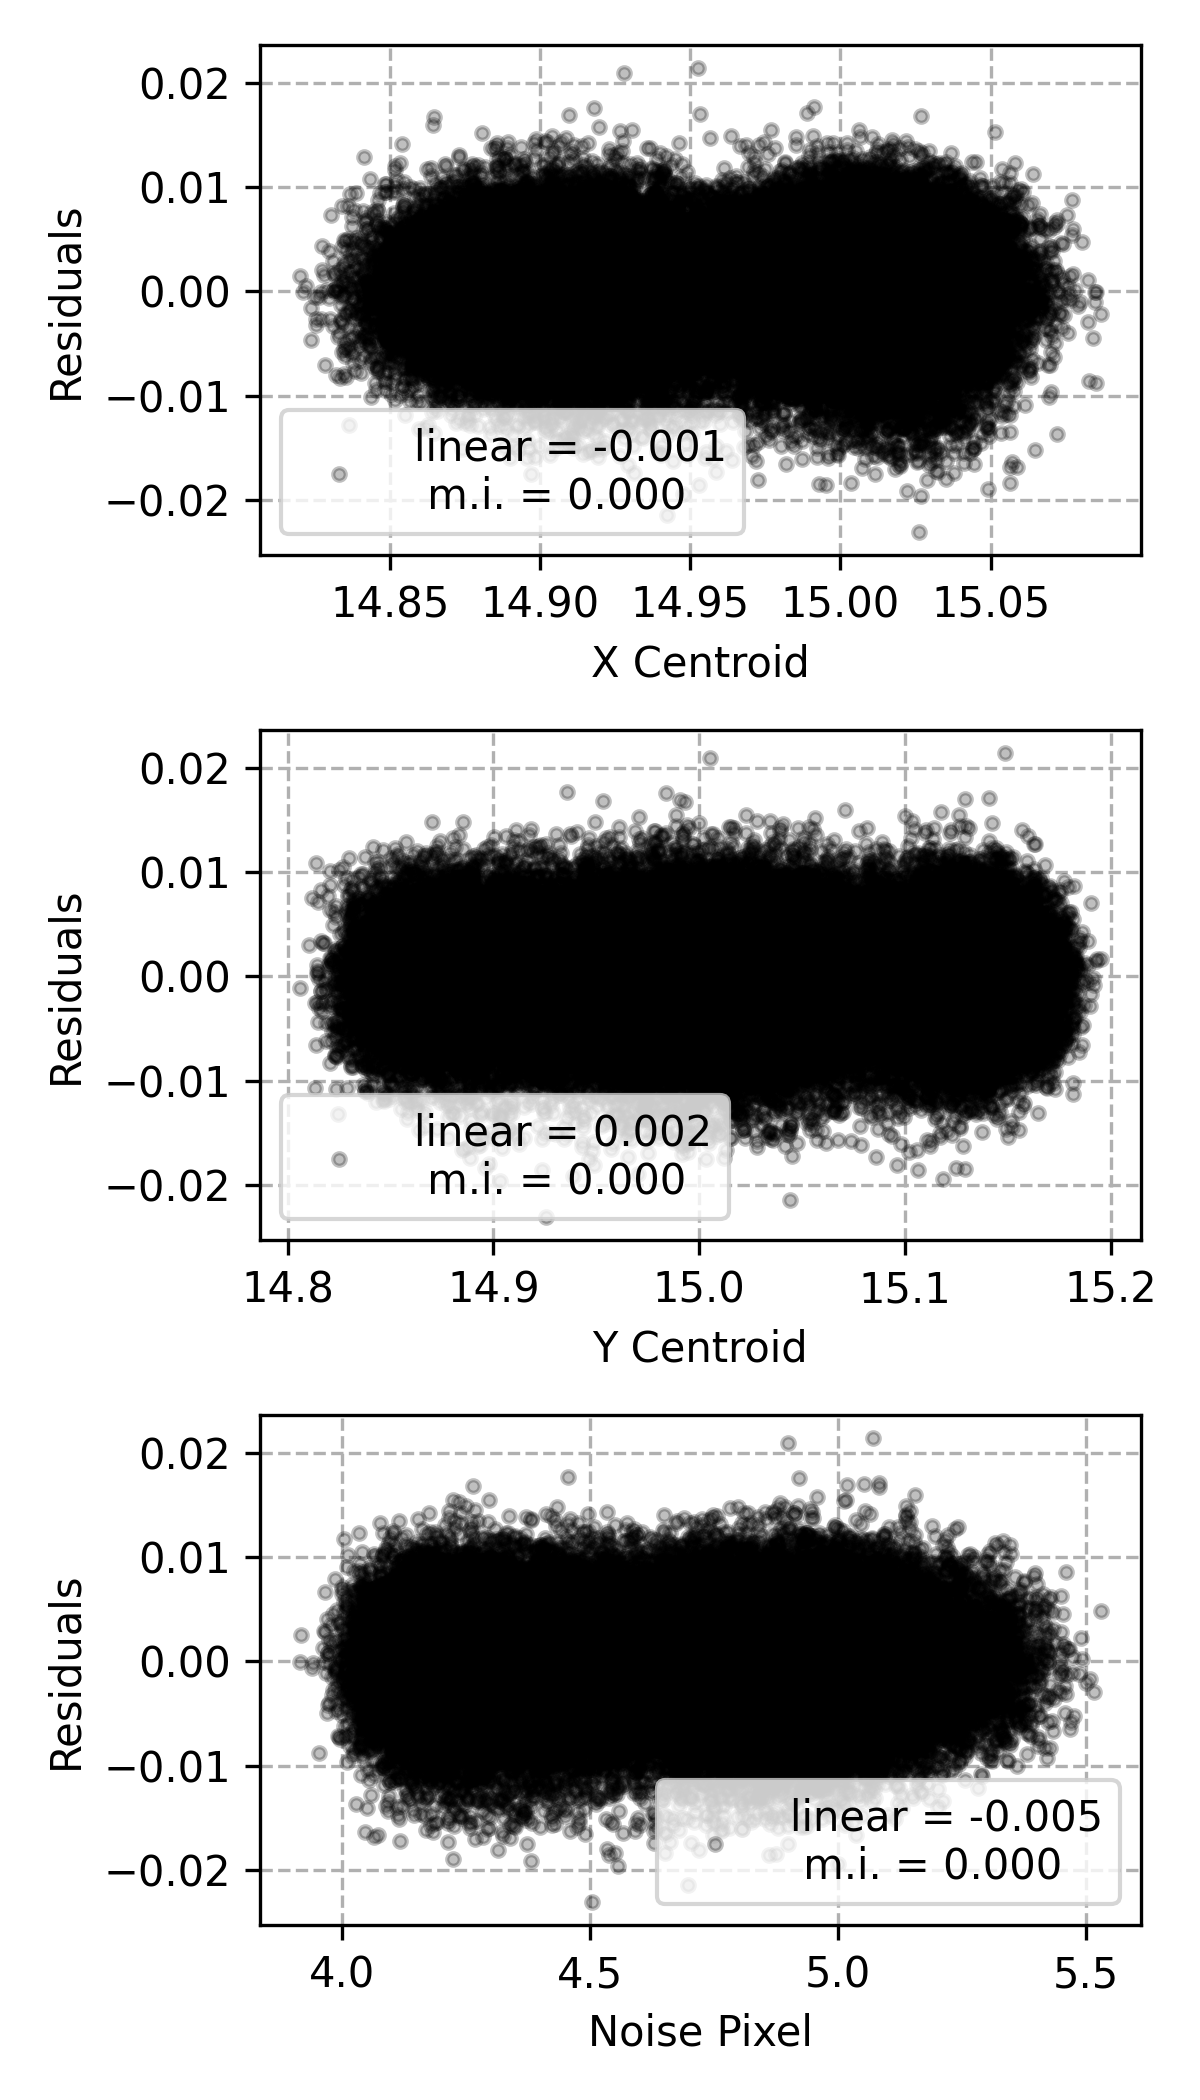 0.02
0.01
0.00
−0.01
−0.02
Residuals
linear = -0.001
m.i. = 0.000
14.85 14.90 14.95 15.00 15.05
X Centroid
0.02
0.01
0.00
−0.01
−0.02
Residuals
linear = 0.002
m.i. = 0.000
14.8 14.9 15.0 15.1 15.2
Y Centroid
0.02
0.01
0.00
−0.01
−0.02
Residuals
linear = -0.005
m.i. = 0.000
4.0 4.5 5.0 5.5
Noise Pixel